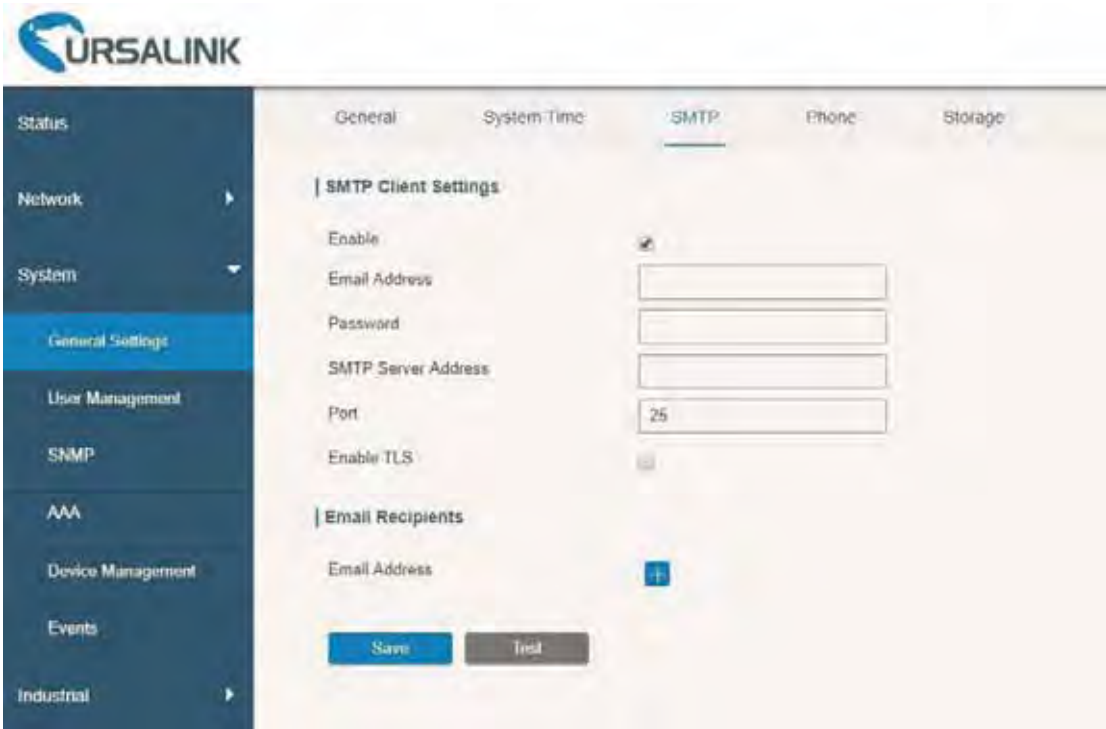 URSALINK
Status
Network
System
General Settings
User Management
SNMP
AAA
Device Management
Events
Industrial
General System Time SMTP Phone Storage
SMTP Client Settings
Enable
Email Address
Password
SMTP Server Address
Port 25
Enable TLS
Email Recipients
Email Address
Save Test